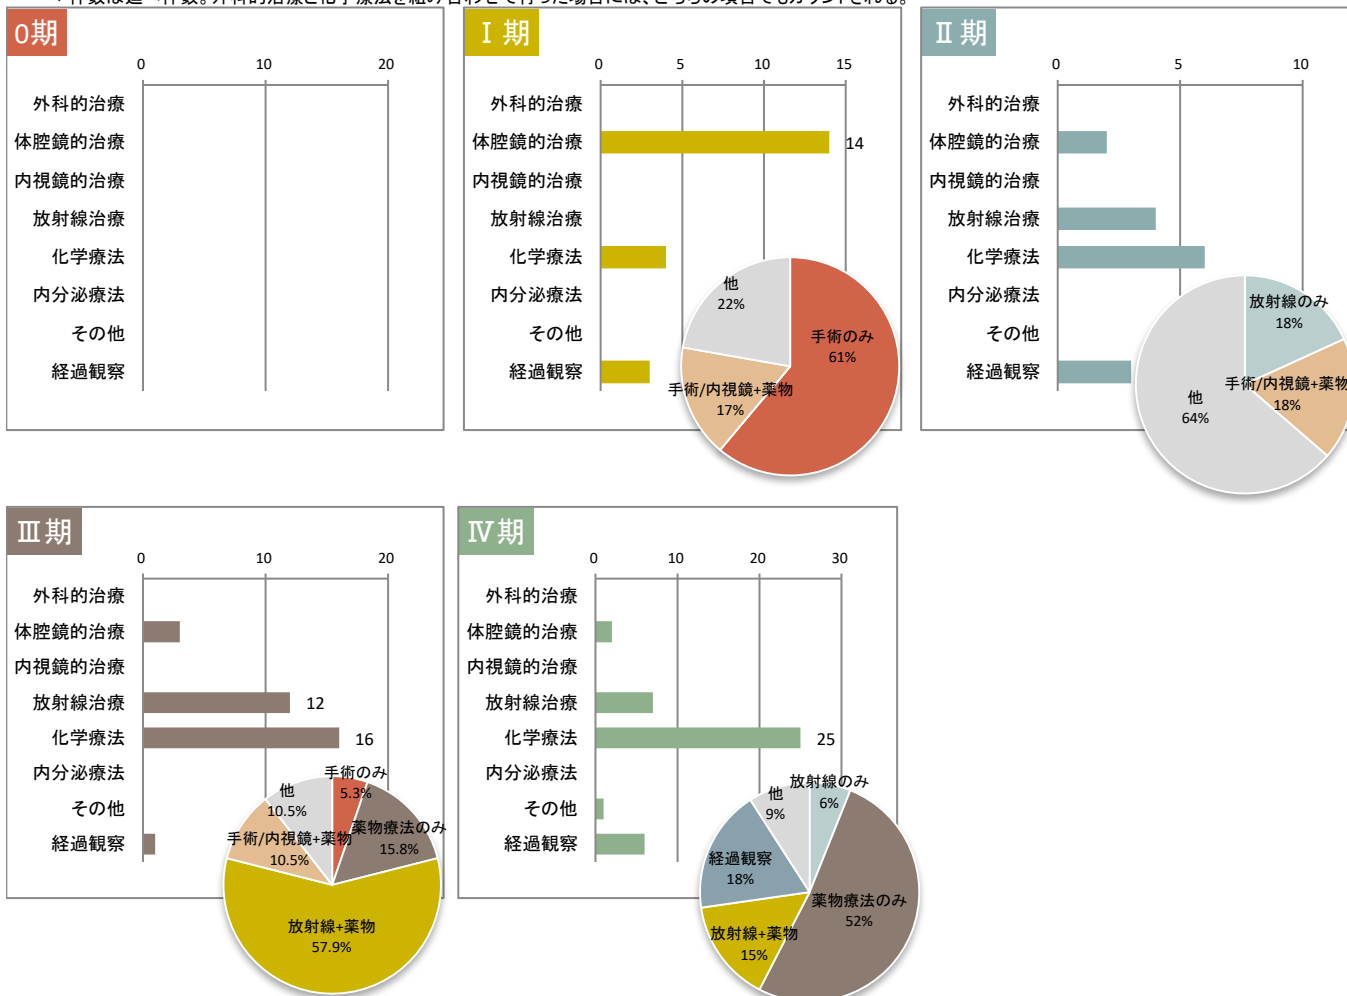 0期
0 10 20
外科的治療
体腔鏡的治療
内視鏡的治療
放射線治療
化学療法
内分泌療法
その他
経過観察
Ⅰ期
0 5 10 15
外科的治療
体腔鏡的治療
14
内視鏡的治療
放射線治療
化学療法
内分泌療法
その他
経過観察
他
22%
手術のみ
61%
手術/内視鏡+薬物
17%
Ⅱ期
0 5 10
外科的治療
体腔鏡的治療
内視鏡的治療
放射線治療
化学療法
内分泌療法
その他
経過観察
放射線のみ
18%
手術/内視鏡+薬物
18%
他
64%
Ⅲ期
0 10 20
外科的治療
体腔鏡的治療
内視鏡的治療
放射線治療
12
化学療法
16
内分泌療法
その他
経過観察
手術のみ
5.3%
他
10.5%
薬物療法のみ
15.8%
手術/内視鏡+薬物
10.5%
放射線+薬物
57.9%
Ⅳ期
0 10 20 30
外科的治療
体腔鏡的治療
内視鏡的治療
放射線治療
化学療法
25
内分泌療法
その他
経過観察
放射線のみ
6%
他
9%
経過観察
18%
薬物療法のみ
52%
放射線+薬物
15%